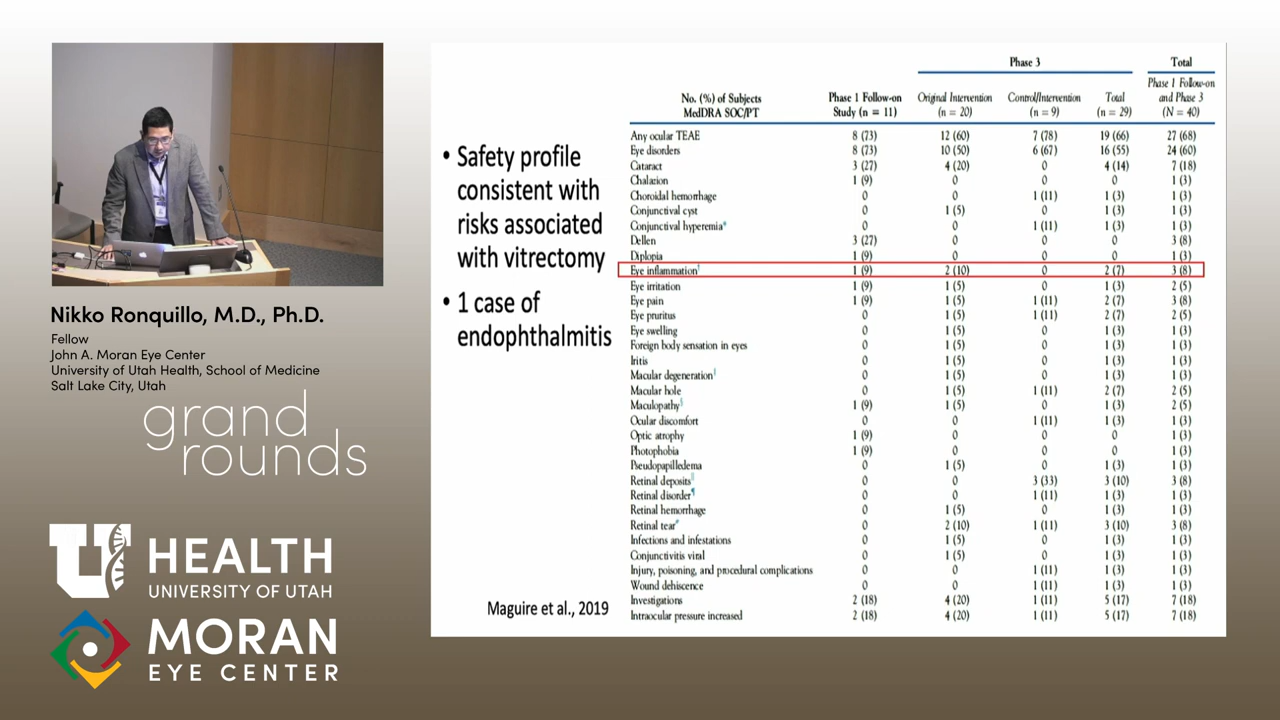 Nikko Ronquillo, M.D., Ph.D.
Fellow
John A. Moran Eye Center
University of Utah Health, School of Medicine
Salt Lake City, Utah
grand
rounds
U HEALTH
UNIVERSITY OF UTAH
MORAN
EYE CENTER
• Safety profile
consistent with
risks associated
with vitrectomy
• 1 case of
endophthalmitis
Maguire et al., 2019
Phase 3 Total
No. (%) of Subjects MedDRA SOC/PT Phase 1 Follow-on Study (n = 11) Original Intervention (n = 20) Control/Intervention (n = 9) Total (n = 29) Phase 1 Follow-on and Phase 3 (N = 40)
Any ocular TEAE 8 (73) 12 (60) 7 (78) 19 (66) 27 (68)
Eye disorders 8 (73) 10 (50) 6 (67) 16 (55) 24 (60)
Cataract 3 (27) 4 (20) 0 4 (14) 7 (18)
Chalazion 1 (9) 0 0 0 1 (3)
Choroidal hemorrhage 0 0 1 (11) 1 (3) 1 (3)
Conjunctival cyst 0 1 (5) 0 1 (3) 1 (3)
Conjunctival hyperemia* 0 0 1 (11) 1 (3) 1 (3)
Dellen 3 (27) 0 0 0 3 (8)
Diplopia 1 (9) 0 0 0 1 (3)
Eye inflammation† 1 (9) 2 (10) 0 2 (7) 3 (8)
Eye irritation 1 (9) 1 (5) 0 1 (3) 2 (5)
Eye pain 1 (9) 1 (5) 1 (11) 2 (7) 3 (8)
Eye pruritus 0 1 (5) 1 (11) 2 (7) 2 (5)
Eye swelling 0 1 (5) 0 1 (3) 1 (3)
Foreign body sensation in eyes 0 1 (5) 0 1 (3) 1 (3)
Iritis 0 1 (5) 0 1 (3) 1 (3)
Macular degeneration 0 1 (5) 0 1 (3) 1 (3)
Macular hole 0 1 (5) 1 (11) 2 (7) 2 (5)
Maculopathy 1 (9) 1 (5) 0 1 (3) 2 (5)
Ocular discomfort 0 0 1 (11) 1 (3) 1 (3)
Optic atrophy 1 (9) 0 0 0 1 (3)
Photophobia 1 (9) 0 0 0 1 (3)
Pseudopapilledema 0 1 (5) 0 1 (3) 1 (3)
Retinal deposits 0 0 3 (33) 3 (10) 3 (8)
Retinal disorder¶ 0 0 1 (11) 1 (3) 1 (3)
Retinal hemorrhage 0 1 (5) 0 1 (3) 1 (3)
Retinal tear# 0 2 (10) 1 (11) 3 (10) 3 (8)
Infections and infestations 0 1 (5) 0 1 (3) 1 (3)
Conjunctivitis viral 0 1 (5) 0 1 (3) 1 (3)
Injury, poisoning, and procedural complications 0 0 1 (11) 1 (3) 1 (3)
Wound dehiscence 0 0 1 (11) 1 (3) 1 (3)
Investigations 2 (18) 4 (20) 1 (11) 5 (17) 7 (18)
Intraocular pressure increased 2 (18) 4 (20) 1 (11) 5 (17) 7 (18)